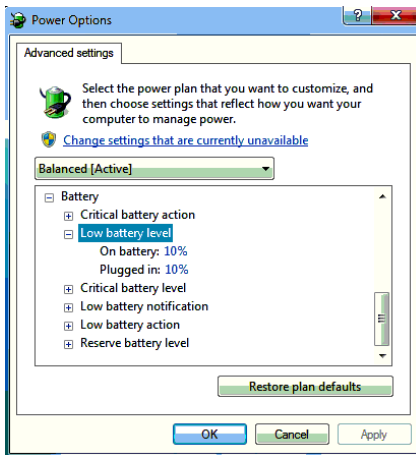 Power Options
Advanced settings
Select the power plan that you want to customize, and
then choose settings that reflect how you want your
computer to manage power.
Change settings that are currently unavailable
Balanced [Active]
Battery
Critical battery action
Low battery level
On battery: 10%
Plugged in: 10%
Critical battery level
Low battery notification
Low battery action
Reserve battery level
Restore plan defaults
OK Cancel Apply